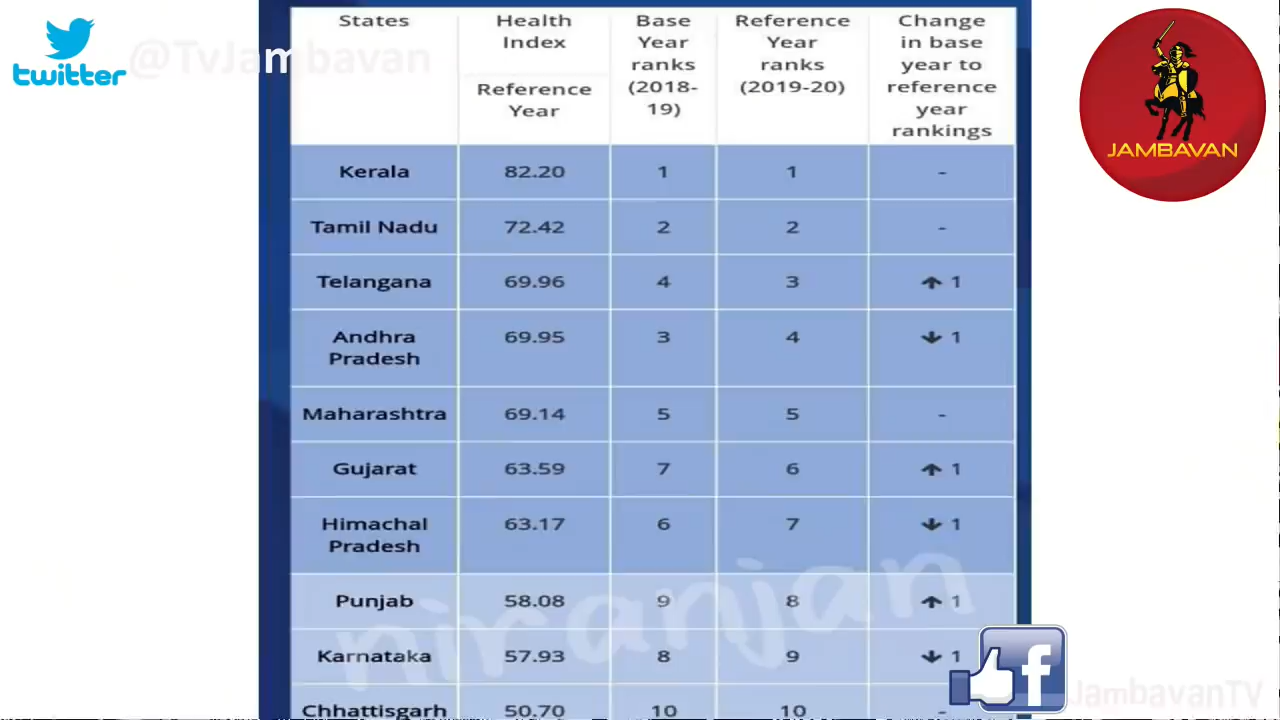 twitter
@TvJambavan
JAMBAVAN
States Health Index Reference Year Base Year ranks (2018-19) Reference Year ranks (2019-20) Change in base year to reference year rankings
Kerala 82.20 1 1 -
Tamil Nadu 72.42 2 2 -
Telangana 69.96 4 3 ↑ 1
Andhra Pradesh 69.95 3 4 ↓ 1
Maharashtra 69.14 5 5 -
Gujarat 63.59 7 6 ↑ 1
Himachal Pradesh 63.17 6 7 ↓ 1
Punjab 58.08 9 8 ↑ 1
Karnataka 57.93 8 9 ↓ 1
Chhattisgarh 50.70 10 10 -
niranjan
f
JambavanTV